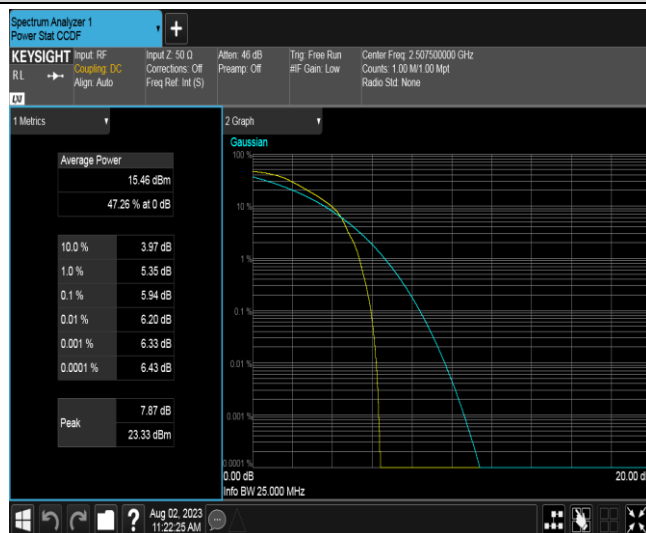 Spectrum Analyzer 1
Power Stat CCDF
KEYSIGHT
RL
LXI
Input: RF
Coupling: DC
Align: Auto
Input Z: 50 Ω
Corrections: Off
Freq Ref: Int (S)
Atten: 46 dB
Preamp: Off
Trig: Free Run
#IF Gain: Low
Center Freq: 2.507500000 GHz
Counts: 1.00 M/1.00 Mpt
Radio Std: None
1 Metrics
Average Power
15.46 dBm
47.26 % at 0 dB
10.0 % 3.97 dB
1.0 % 5.35 dB
0.1 % 5.94 dB
0.01 % 6.20 dB
0.001 % 6.33 dB
0.0001 % 6.43 dB
Peak 7.87 dB
23.33 dBm
2 Graph
Gaussian
100 %
10 %
1 %
0.1 %
0.01 %
0.001 %
0.0001 %
0.00 dB 20.00 d
Info BW 25.000 MHz
?
Aug 02, 2023
11:22:25 AM